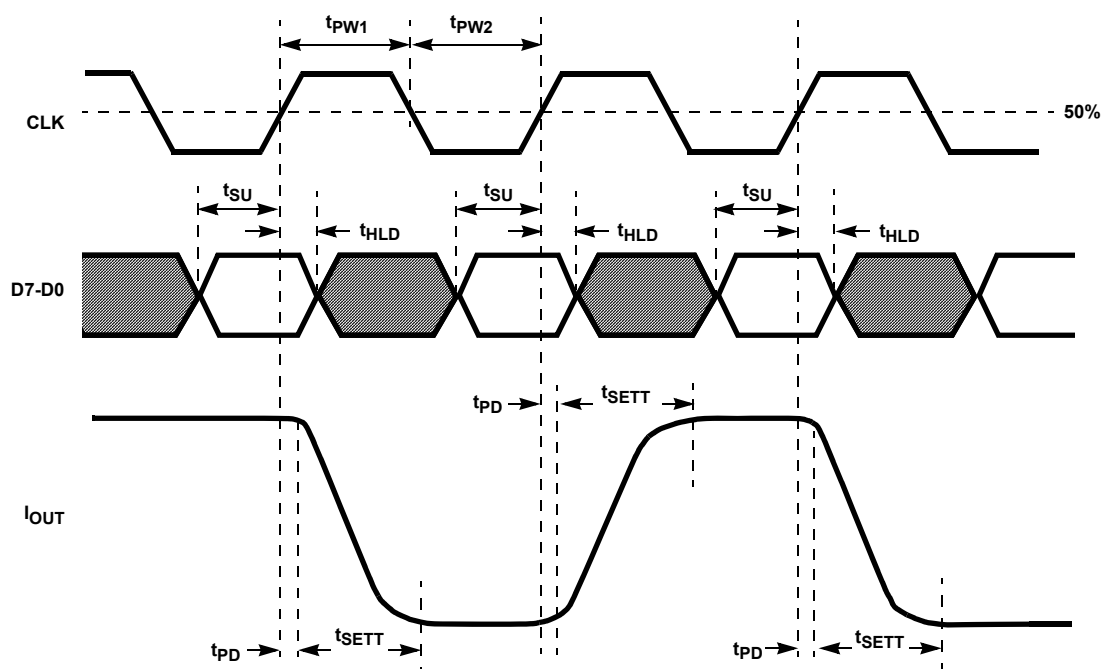 tPW1 tPW2
CLK
50%
tSU tSU tSU
tHLD tHLD tHLD
D7-D0
tPD tSETT
IOUT
tPD tSETT tPD tSETT